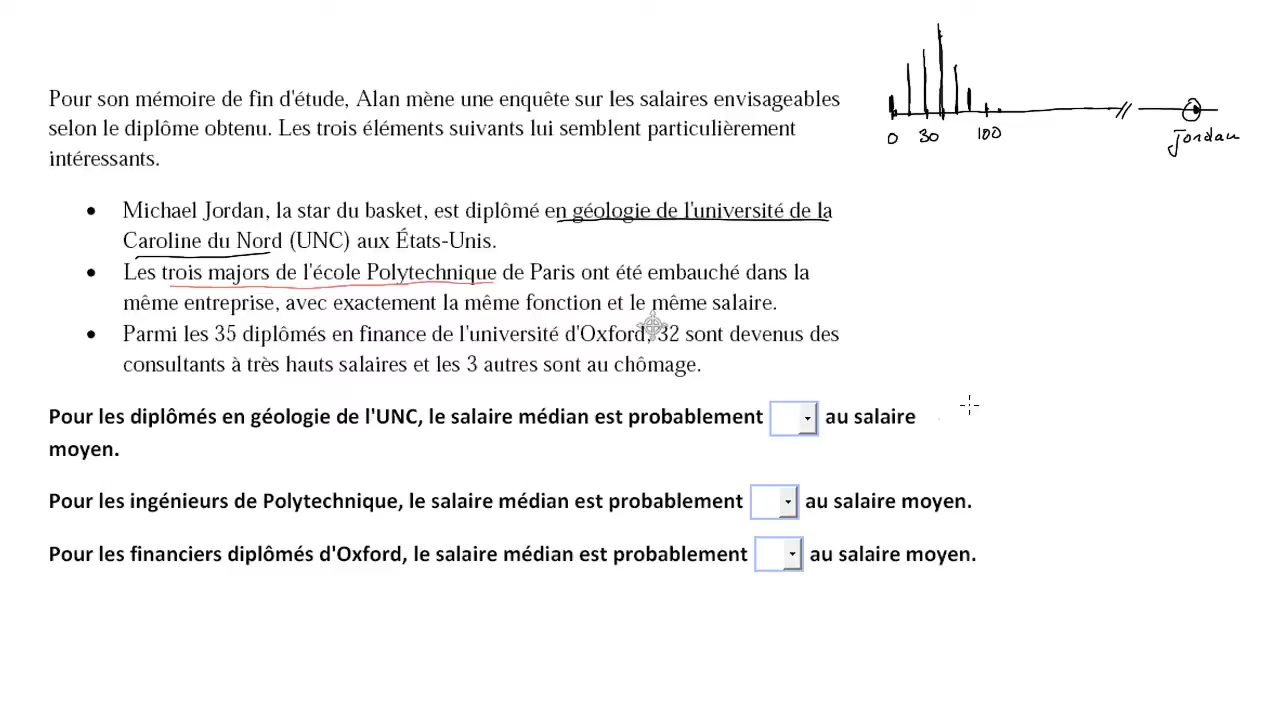 Pour son mémoire de fin d'étude, Alan mène une enquête sur les salaires envisageables
selon le diplôme obtenu. Les trois éléments suivants lui semblent particulièrement
intéressants.
0 30 100 Jordan
• Michael Jordan, la star du basket, est diplômé en géologie de l'université de la
Caroline du Nord (UNC) aux États-Unis.
• Les trois majors de l'école Polytechnique de Paris ont été embauché dans la
même entreprise, avec exactement la même fonction et le même salaire.
• Parmi les 35 diplômés en finance de l'université d'Oxford, 32 sont devenus des
consultants à très hauts salaires et les 3 autres sont au chômage.
Pour les diplômés en géologie de l'UNC, le salaire médian est probablement au salaire
moyen.
Pour les ingénieurs de Polytechnique, le salaire médian est probablement au salaire moyen.
Pour les financiers diplômés d'Oxford, le salaire médian est probablement au salaire moyen.